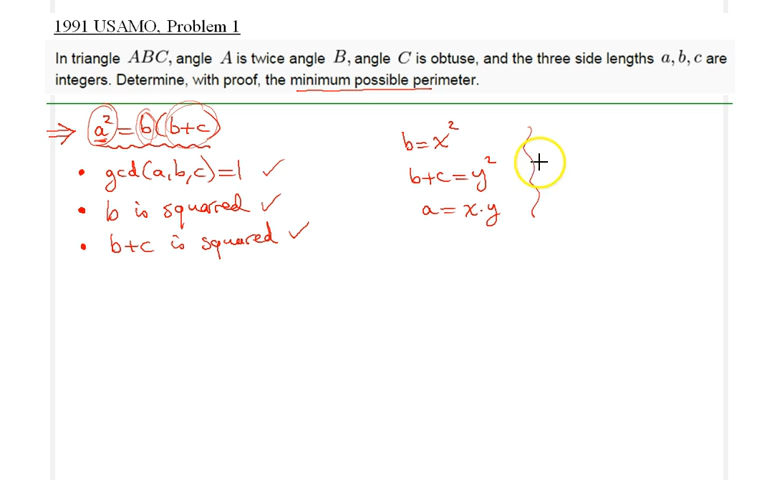 1991 USAMO, Problem 1
In triangle ABC, angle A is twice angle B, angle C is obtuse, and the three side lengths a, b, c are
integers. Determine, with proof, the minimum possible perimeter.
⇒ a² = b(b+c)
• gcd(a,b,c)=1 ✓
• b is squared ✓
• b+c is squared ✓
b=x²
b+c=y²
a=x·y